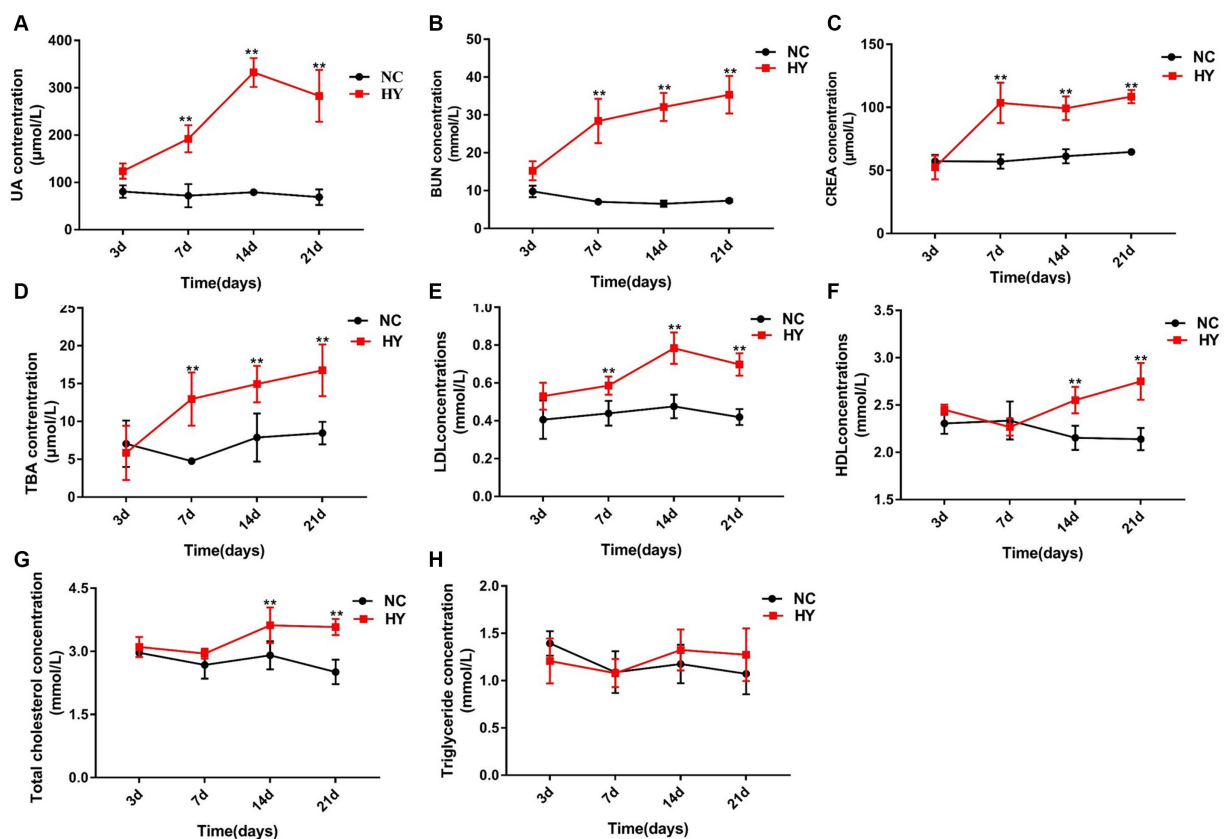 A
UA contrentration
(μmol/L)
400
300
200
100
0
**
**
**
NC
HY
3d
7d
14d
21d
Time(days)
B
BUN concentration
(mmol/L)
50
40
30
20
10
0
**
**
**
NC
HY
3d
7d
14d
21d
Time(days)
C
CREA concentration
(μmol/L)
150
100
50
0
**
**
**
NC
HY
3d
7d
14d
21d
Time(days)
D
TBA contrentration
(μmol/L)
25
20
15
10
5
0
**
**
**
NC
HY
3d
7d
14d
21d
Time(days)
E
LDLconcentrations
(mmol/L)
1.0
0.8
0.6
0.4
0.2
0.0
**
**
**
NC
HY
3d
7d
14d
21d
Time(days)
F
HDLconcentrations
(mmol/L)
3.5
3.0
2.5
2.0
1.5
**
**
NC
HY
3d
7d
14d
21d
Time(days)
G
Total cholesterol concentration
(mmol/L)
4.5
3.0
1.5
0.0
**
**
NC
HY
3d
7d
14d
21d
Time(days)
H
Triglyceride concentration
(mmol/L)
2.0
1.5
1.0
0.5
0.0
NC
HY
3d
7d
14d
21d
Time(days)